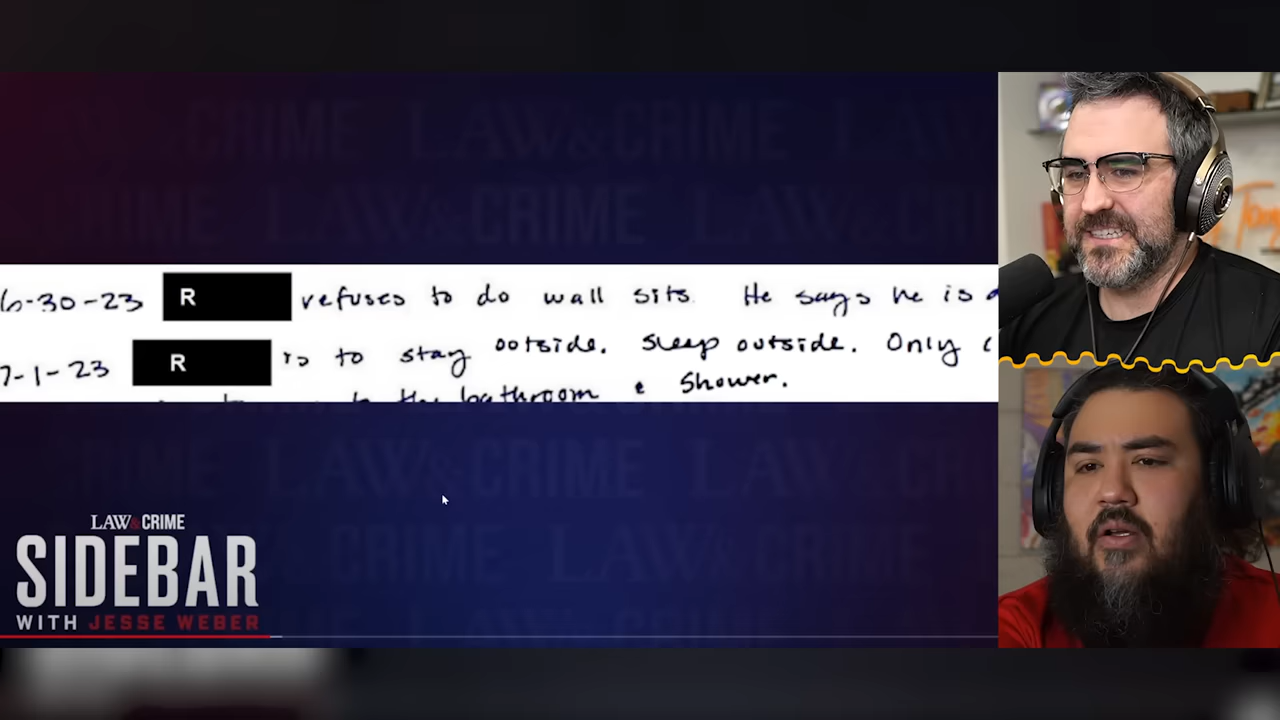 6-30-23 R refuses to do wall sits. He says he is
7-1-23 R is to stay outside. Sleep outside. Only
to the bathroom & shower.
LAW&CRIME
SIDEBAR
WITH JESSE WEBER